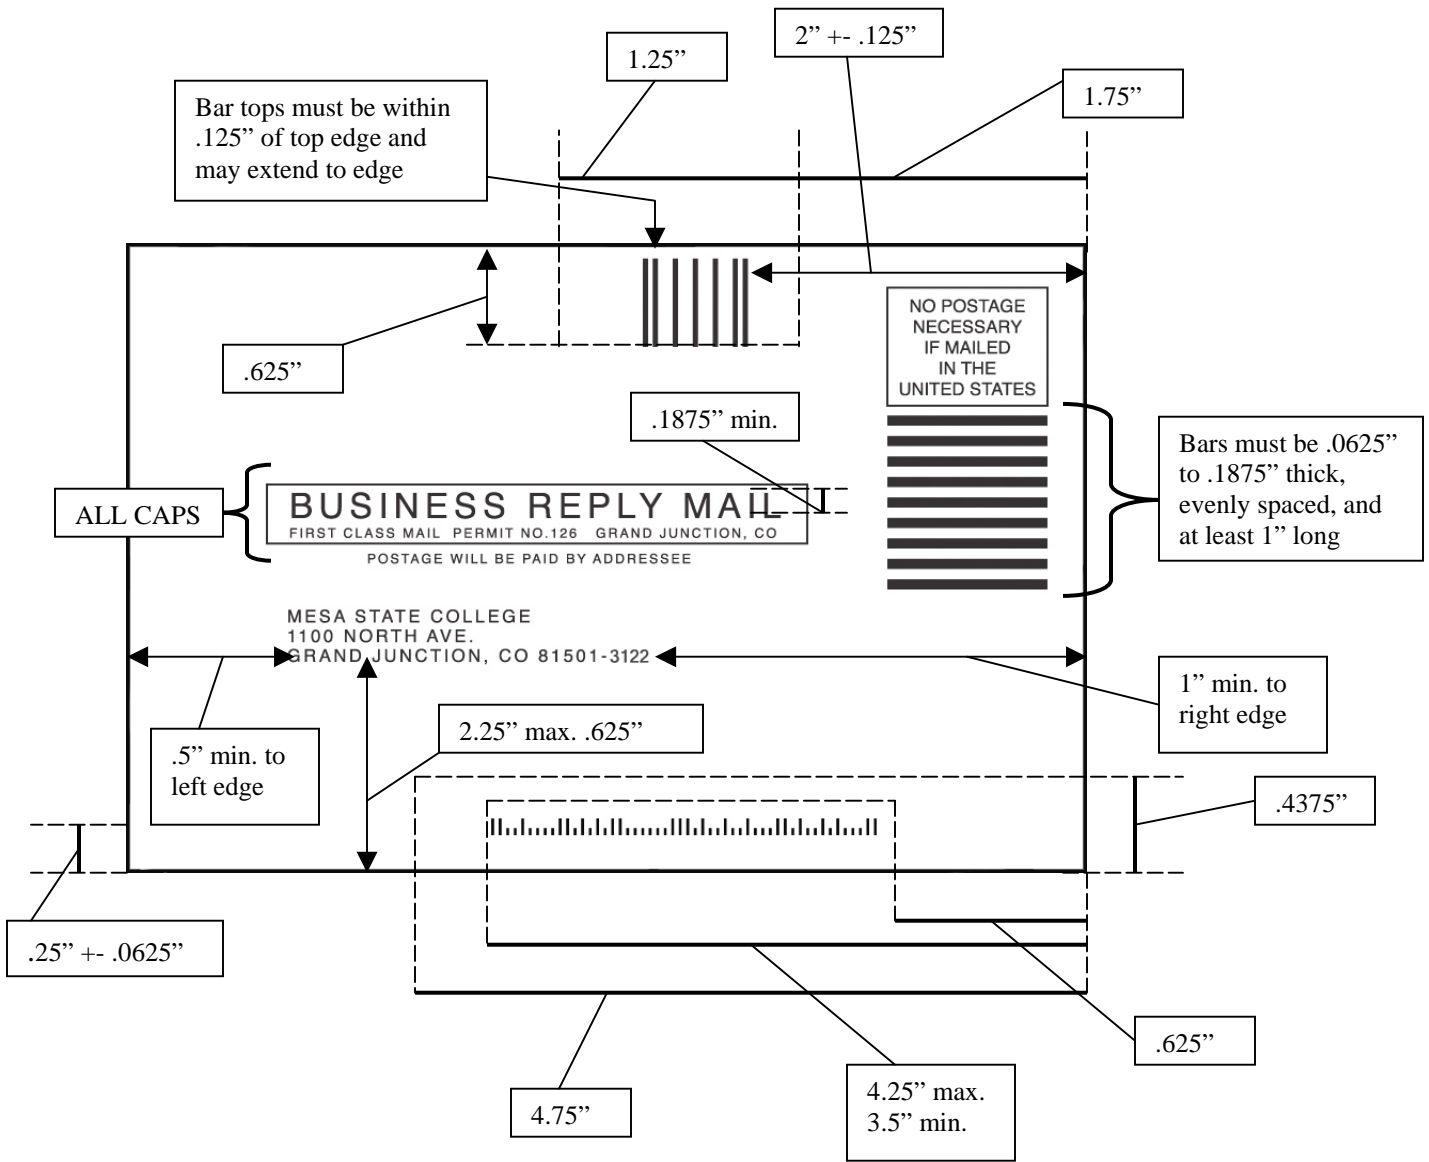 2” +- .125”
1.25”
1.75”
Bar tops must be within
.125” of top edge and
may extend to edge
NO POSTAGE
NECESSARY
IF MAILED
IN THE
UNITED STATES
.625”
.1875” min.
Bars must be .0625”
to .1875” thick,
evenly spaced, and
at least 1” long
ALL CAPS
BUSINESS REPLY MAIL
FIRST CLASS MAIL PERMIT NO.126 GRAND JUNCTION, CO
POSTAGE WILL BE PAID BY ADDRESSEE
MESA STATE COLLEGE
1100 NORTH AVE.
GRAND JUNCTION, CO 81501-3122
1” min. to
right edge
2.25” max. .625”
.5” min. to
left edge
.4375”
.25” +- .0625”
.625”
4.25” max.
3.5” min.
4.75”